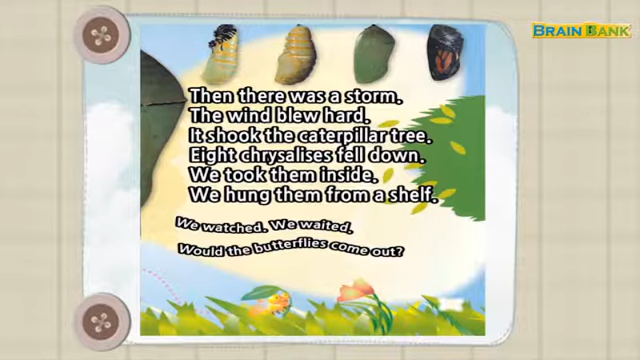 BRAIN BANK
Then there was a storm.
The wind blew hard.
It shook the caterpillar tree.
Eight chrysalises fell down.
We took them inside.
We hung them from a shelf.
We watched. We waited.
Would the butterflies come out?